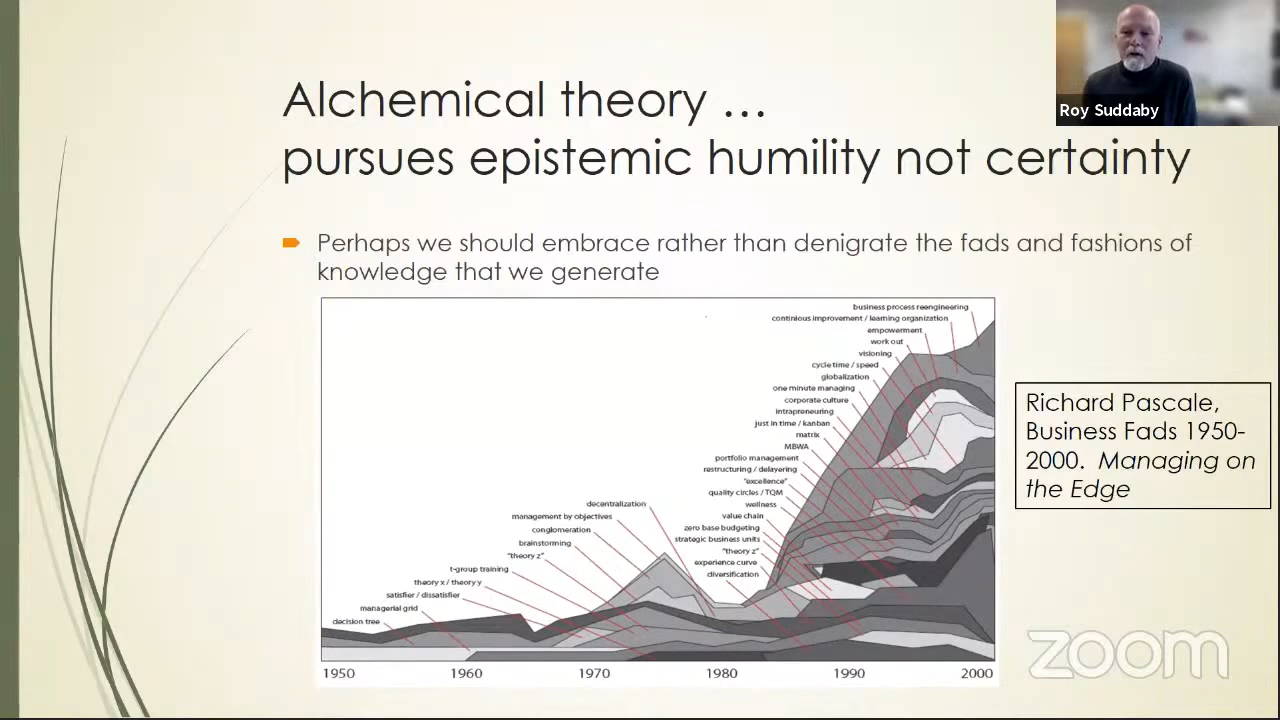 Roy Suddaby
Alchemical theory …
pursues epistemic humility not certainty
Perhaps we should embrace rather than denigrate the fads and fashions of
knowledge that we generate
business process reengineering
continious improvement / learning organization
empowerment
work out
visioning
cycle time / speed
globalization
one minute managing
corporate culture
intrapreneuring
just in time / kanban
matrix
MBWA
portfolio management
restructuring / delayering
"excellence"
quality circles / TQM
wellness
value chain
zero base budgeting
strategic business units
"theory z"
experience curve
diversification
decentralization
management by objectives
conglomeration
brainstorming
"theory z"
t-group training
theory x / theory y
satisfier / dissatisfier
managerial grid
decision tree
1950 1960 1970 1980 1990 2000
Richard Pascale,
Business Fads 1950-
2000. Managing on
the Edge
zoom